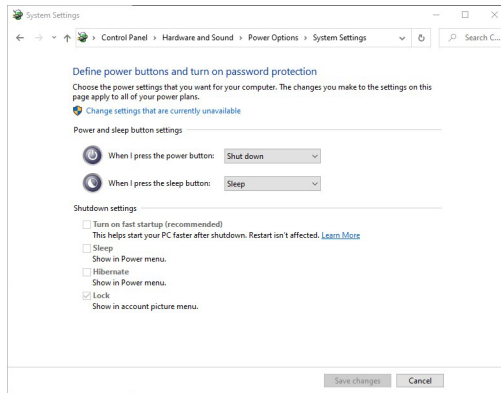 System Settings
Control Panel > Hardware and Sound > Power Options > System Settings
Search C...
Define power buttons and turn on password protection
Choose the power settings that you want for your computer. The changes you make to the settings on this
page apply to all of your power plans.
Change settings that are currently unavailable
Power and sleep button settings
When I press the power button: Shut down
When I press the sleep button: Sleep
Shutdown settings
Turn on fast startup (recommended)
This helps start your PC faster after shutdown. Restart isn't affected. Learn More
Sleep
Show in Power menu.
Hibernate
Show in Power menu.
Lock
Show in account picture menu.
Save changes Cancel